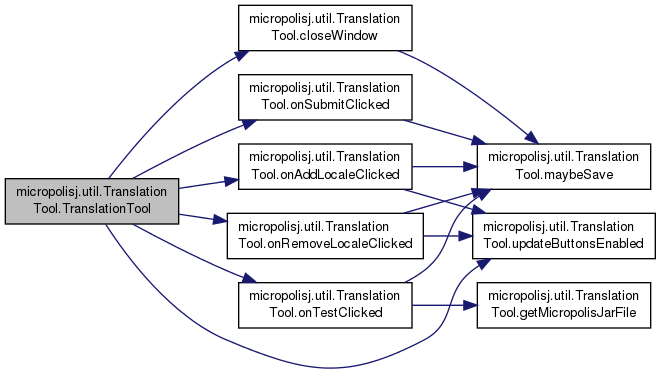 micropolisj.util.Translation
Tool.TranslationTool
micropolisj.util.Translation
Tool.closeWindow
micropolisj.util.Translation
Tool.onSubmitClicked
micropolisj.util.Translation
Tool.onAddLocaleClicked
micropolisj.util.Translation
Tool.onRemoveLocaleClicked
micropolisj.util.Translation
Tool.onTestClicked
micropolisj.util.Translation
Tool.maybeSave
micropolisj.util.Translation
Tool.updateButtonsEnabled
micropolisj.util.Translation
Tool.getMicropolisJarFile